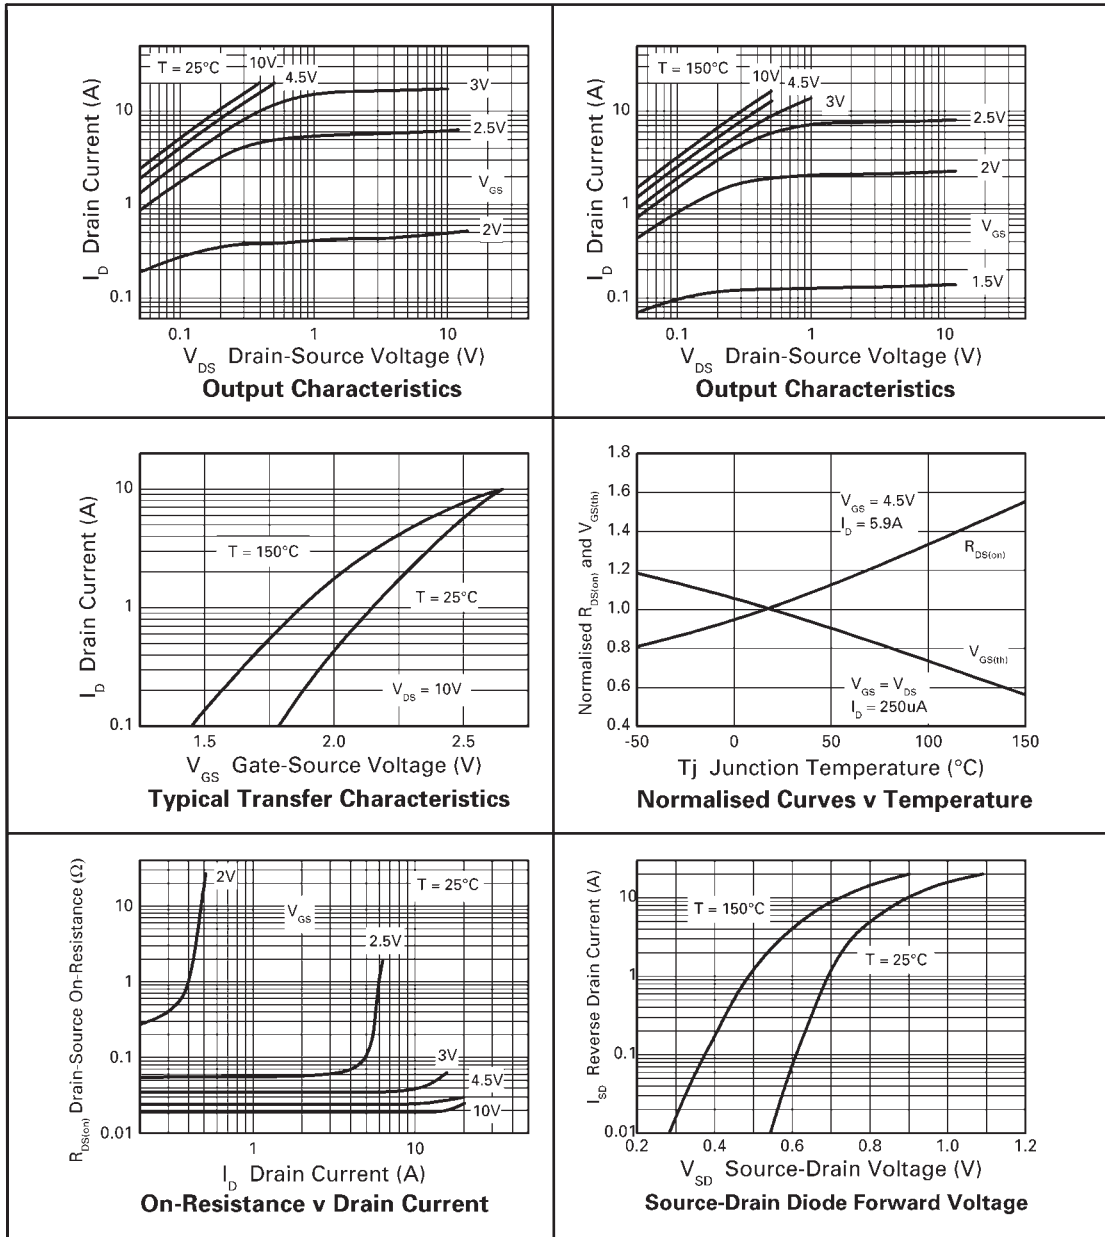 T = 25°C
10V
4.5V
3V
2.5V
V_GS
2V
10
1
0.1
I_D Drain Current (A)
0.1 1 10
V_DS Drain-Source Voltage (V)
Output Characteristics
T = 150°C
10V
4.5V
3V
2.5V
2V
V_GS
1.5V
10
1
0.1
I_D Drain Current (A)
0.1 1 10
V_DS Drain-Source Voltage (V)
Output Characteristics
10
1
0.1
I_D Drain Current (A)
T = 150°C
T = 25°C
V_DS = 10V
1.5 2.0 2.5
V_GS Gate-Source Voltage (V)
Typical Transfer Characteristics
1.8
1.6
1.4
1.2
1.0
0.8
0.6
0.4
Normalised R_DS(on) and V_GS(th)
V_GS = 4.5V
I_D = 5.9A
R_DS(on)
V_GS(th)
V_GS = V_DS
I_D = 250uA
-50 0 50 100 150
Tj Junction Temperature (°C)
Normalised Curves v Temperature
R_DS(on) Drain-Source On-Resistance (Ω)
10
1
0.1
0.01
2V
T = 25°C
V_GS
2.5V
3V
4.5V
10V
1 10
I_D Drain Current (A)
On-Resistance v Drain Current
I_SD Reverse Drain Current (A)
10
1
0.1
0.01
T = 150°C
T = 25°C
0.2 0.4 0.6 0.8 1.0 1.2
V_SD Source-Drain Voltage (V)
Source-Drain Diode Forward Voltage